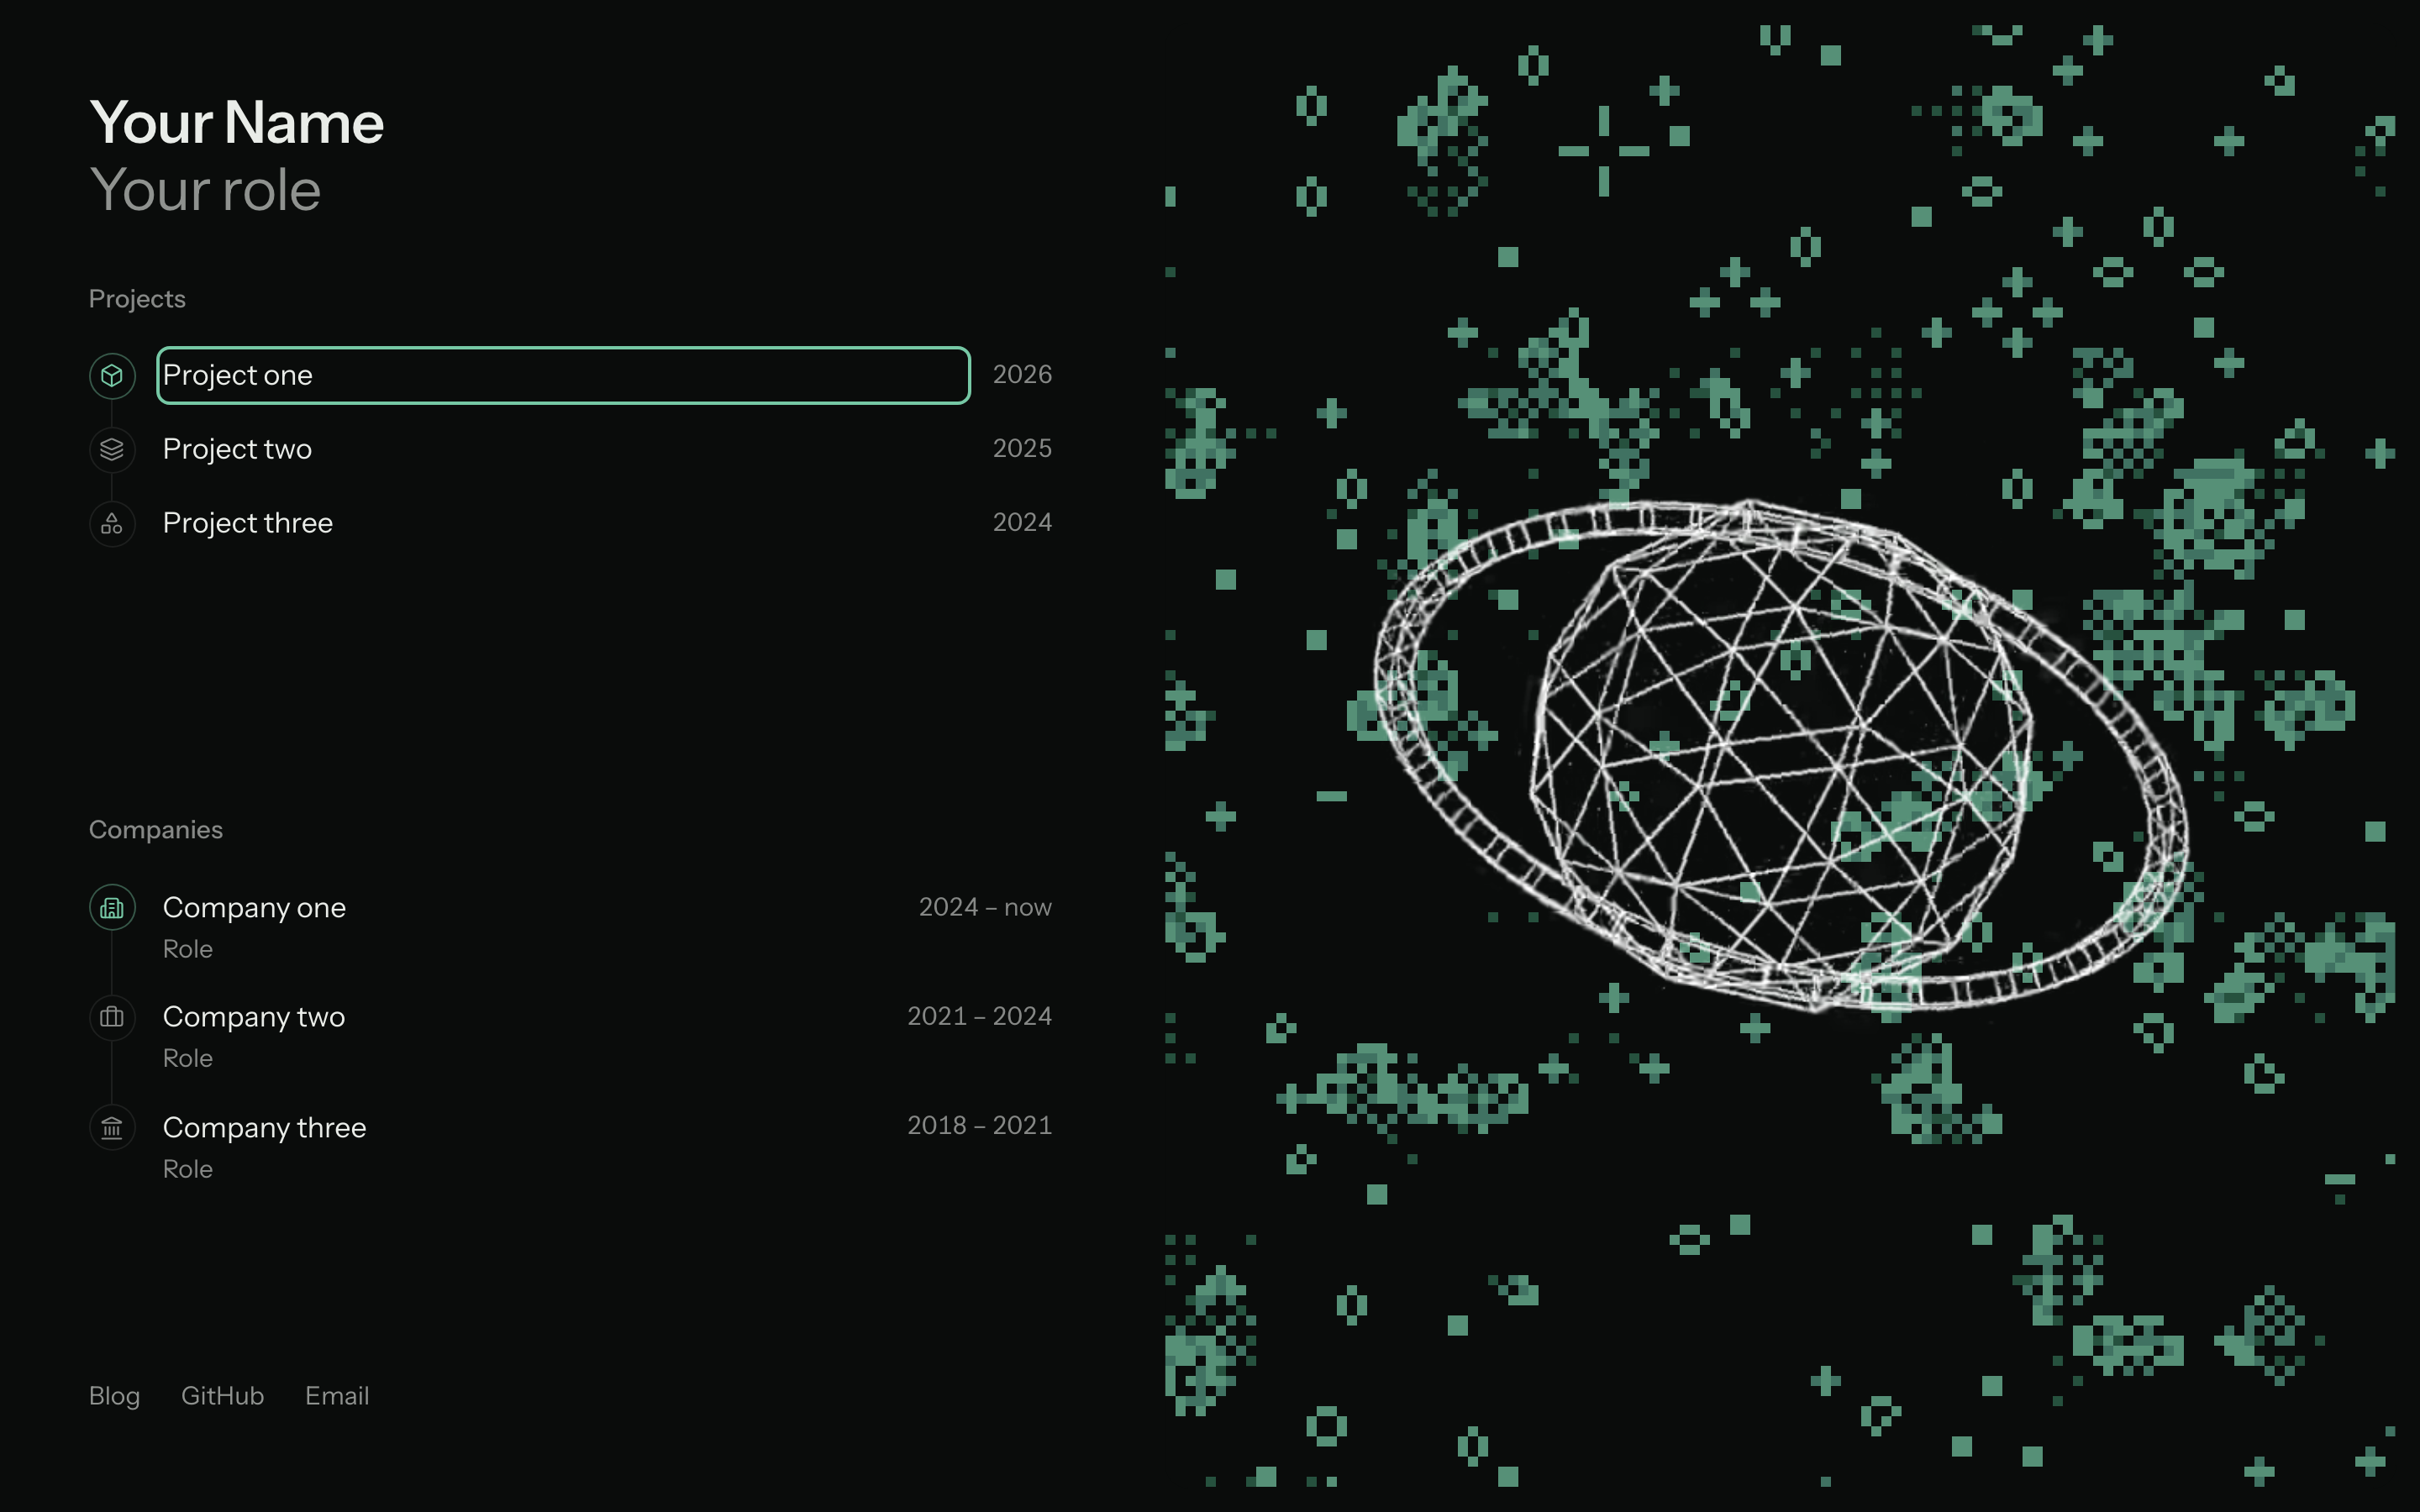 Your Name
Your role
Projects
Project one 2026
Project two 2025
Project three 2024
Companies
Company one 2024 – now
Role
Company two 2021 – 2024
Role
Company three 2018 – 2021
Role
Blog GitHub Email